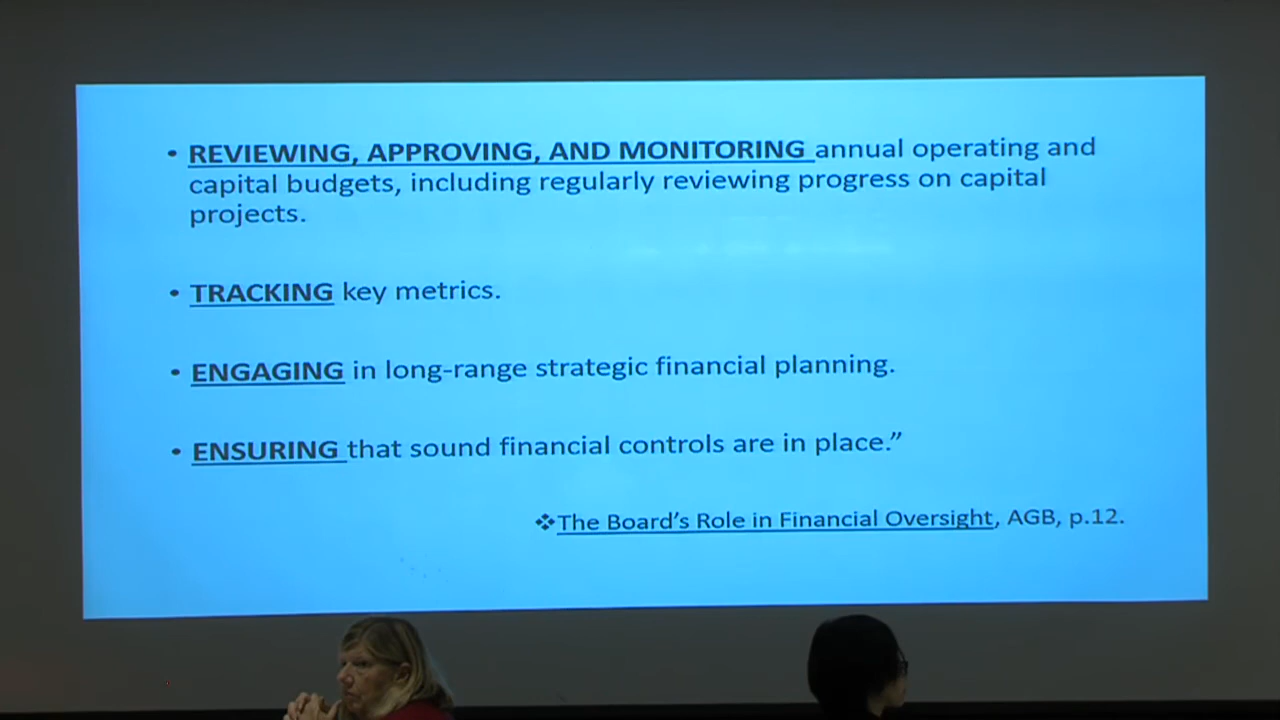 • REVIEWING, APPROVING, AND MONITORING annual operating and
capital budgets, including regularly reviewing progress on capital
projects.
• TRACKING key metrics.
• ENGAGING in long-range strategic financial planning.
• ENSURING that sound financial controls are in place.”
❖The Board’s Role in Financial Oversight, AGB, p.12.